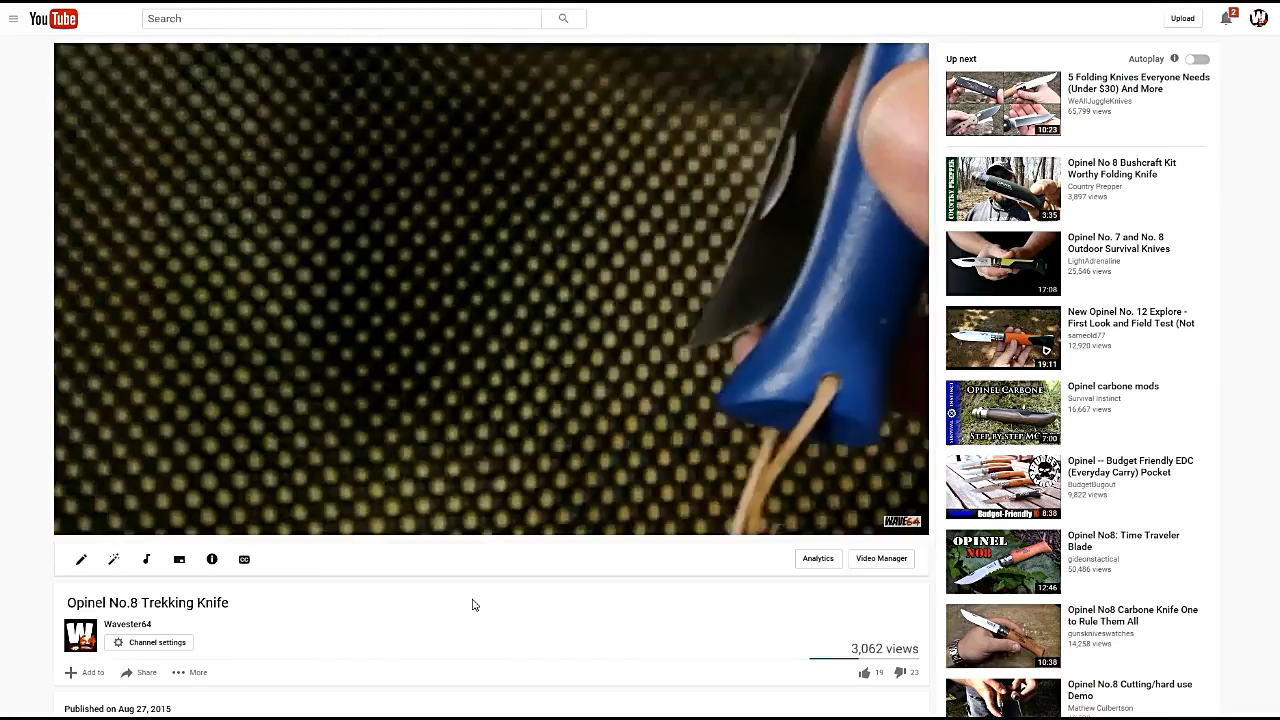 YouTube
Search
Upload
2
WAVE64
Analytics
Video Manager
Opinel No.8 Trekking Knife
Wavester64
Channel settings
3,062 views
Add to
Share
More
19
23
Published on Aug 27, 2015
Up next
Autoplay
5 Folding Knives Everyone Needs
(Under $30) And More
WeAllJuggleKnives
65,799 views
10:23
Opinel No 8 Bushcraft Kit
Worthy Folding Knife
Country Prepper
3,897 views
COUNTRY PREPPER
3:35
Opinel No. 7 and No. 8
Outdoor Survival Knives
LightAdrenaline
25,546 views
17:08
New Opinel No. 12 Explore -
First Look and Field Test (Not
sameold77
12,920 views
19:11
Opinel carbone mods
Survival Instinct
16,667 views
OPINEL CARBONE
STEP BY STEP
7:00
Opinel -- Budget Friendly EDC
(Everyday Carry) Pocket
BudgetBugout
9,822 views
Budget-Friendly
8:38
Opinel No8: Time Traveler
Blade
gideonstactical
50,486 views
OPINEL
NO8
12:46
Opinel No8 Carbone Knife One
to Rule Them All
gunskniveswatches
14,258 views
10:38
Opinel No.8 Cutting/hard use
Demo
Mathew Culbertson